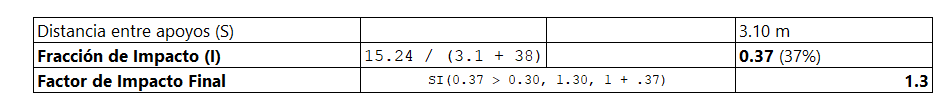 Distancia entre apoyos (S) 3.10 m
Fracción de Impacto (I) 15.24 / (3.1 + 38) 0.37 (37%)
Factor de Impacto Final SI(0.37 > 0.30, 1.30, 1 + .37) 1.3